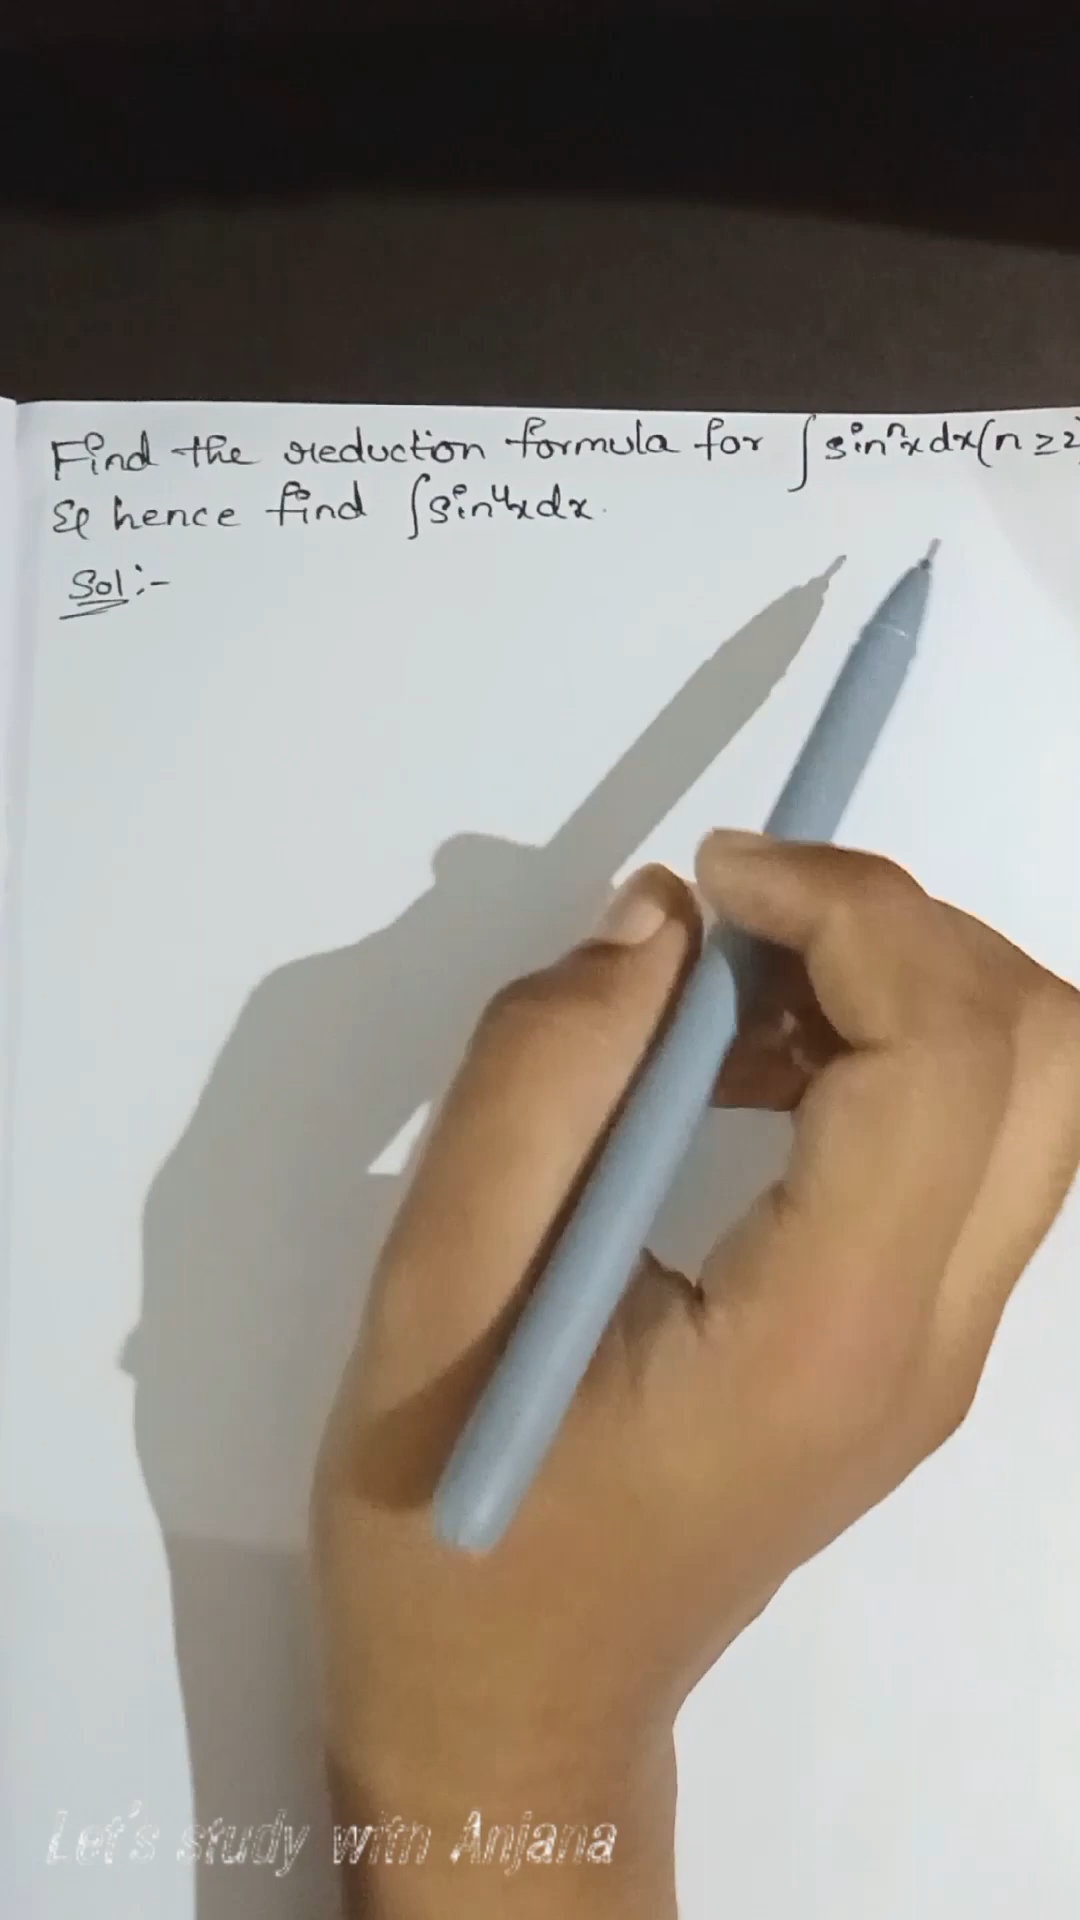 Find the reduction formula for ∫sinⁿx dx (n ≥ 2)
& hence find ∫sin⁴x dx.
Sol:-
Let's study with Anjana